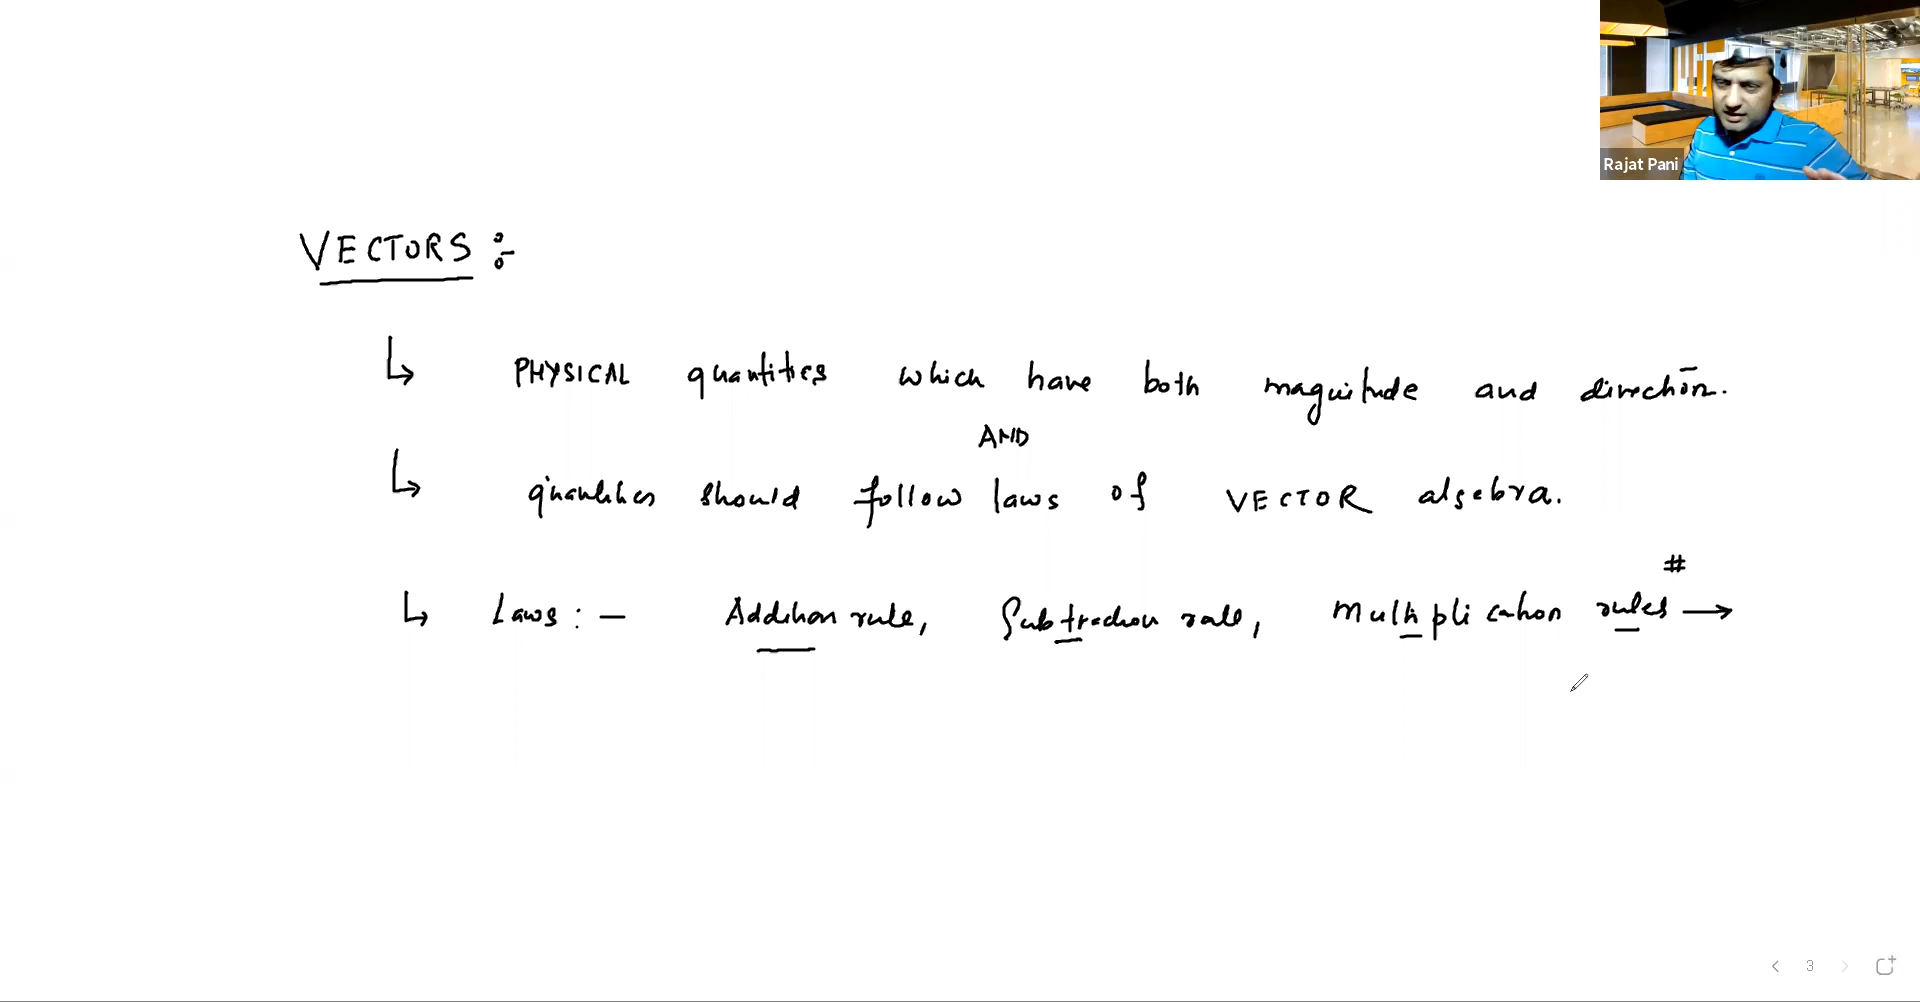 Rajat Pani
VECTORS :-
↳ PHYSICAL quantities which have both magnitude and direction.
AND
↳ quantities should follow laws of VECTOR algebra.
#
↳ Laws :- Addition rule, Subtraction rule, Multiplication rules →
3